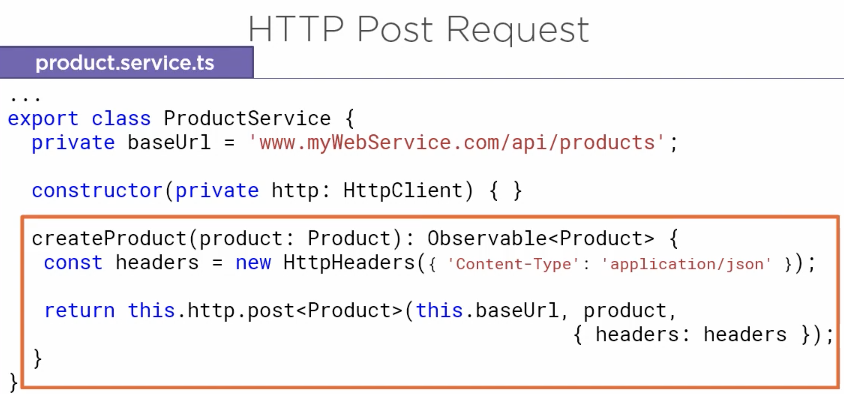 HTTP Post Request
product.service.ts
...
export class ProductService {
private baseUrl = 'www.myWebService.com/api/products';
constructor(private http: HttpClient) { }
createProduct(product: Product): Observable<Product> {
const headers = new HttpHeaders({ 'Content-Type': 'application/json' });
return this.http.post<Product>(this.baseUrl, product,
{ headers: headers });
}
}